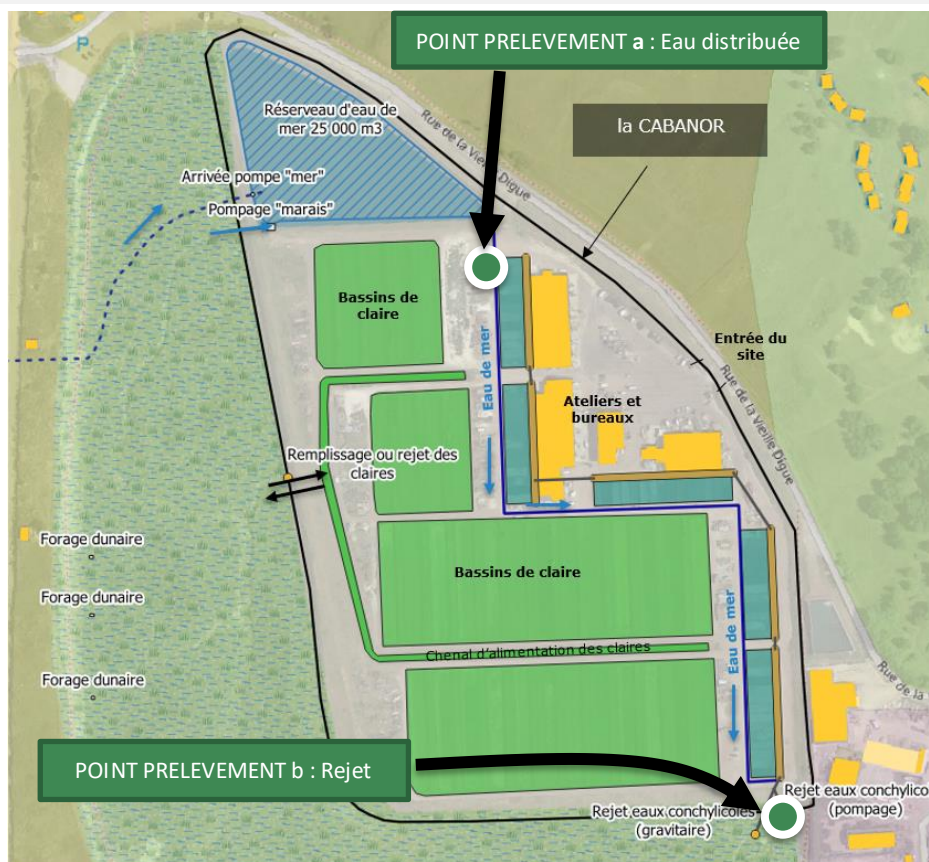 P
POINT PRELEVEMENT a : Eau distribuée
Réserveau d'eau de
mer 25 000 m3
Rue de la Vieille Digue
la CABANOR
Arrivée pompe "mer"
Pompage "marais"
Bassins de
claire
Eau de mer
Entrée du
site
Rue de la Vieille Digue
Ateliers et
bureaux
Remplissage ou rejet des
claires
Forage dunaire
Bassins de claire
Forage dunaire
Eau de mer
Chenal d'alimentation des claires
Rue de la
Forage dunaire
POINT PRELEVEMENT b : Rejet
Rejet eaux conchylico
(pompage)
Rejet eaux conchylicoles
(gravitaire)